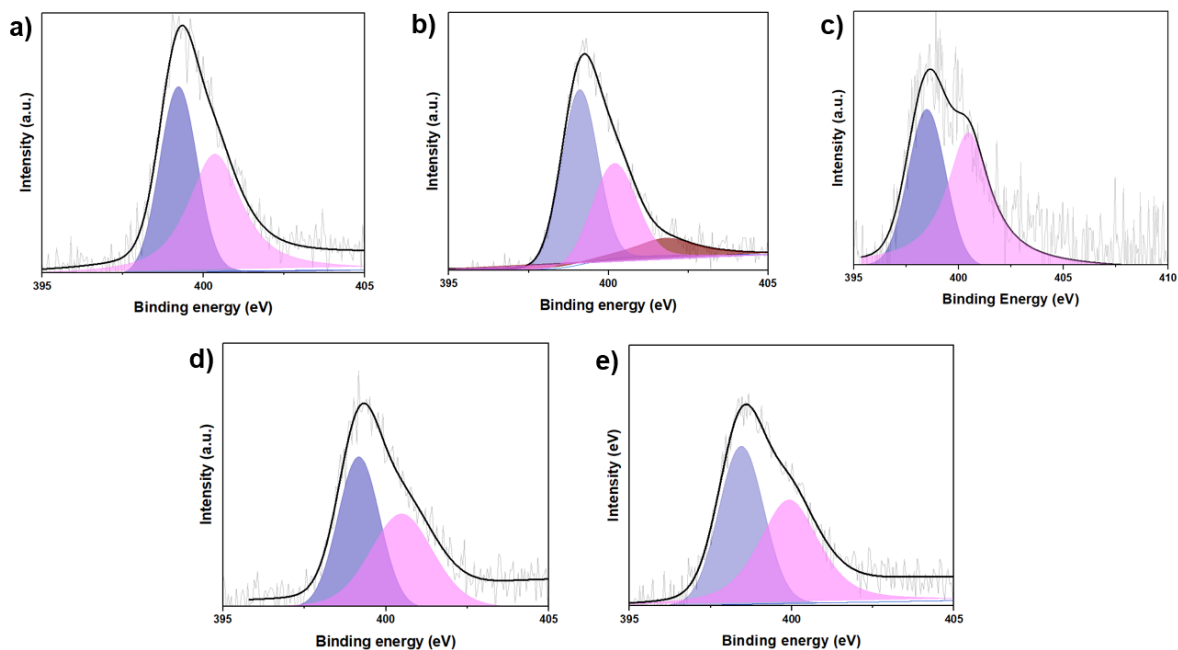 a)
Intensity (a.u.)
395
400
405
Binding energy (eV)
b)
Intensity (a.u.)
395
400
405
Binding energy (eV)
c)
Intensity (a.u.)
395
400
405
410
Binding Energy (eV)
d)
Intensity (a.u.)
395
400
405
Binding energy (eV)
e)
Intensity (eV)
395
400
405
Binding energy (eV)